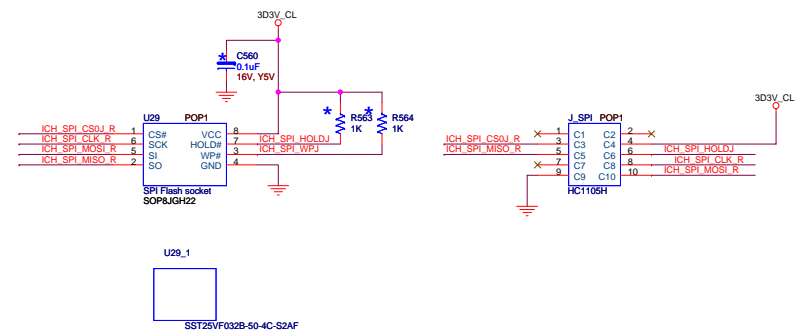 3D3V_CL
C560
0.1uF
16V, Y5V
U29 POP1
R563
1K
R564
1K
ICH_SPI_CS0J_R 1 CS# VCC 8
ICH_SPI_CLK_R 6 SCK HOLD# 7 ICH_SPI_HOLDJ
ICH_SPI_MOSI_R 5 SI WP# 3 ICH_SPI_WPJ
ICH_SPI_MISO_R 2 SO GND 4
SPI Flash socket
SOP8JGH22
3D3V_CL
J_SPI POP1
1 C1 C2 2
ICH_SPI_CS0J_R 3 C3 C4 4
ICH_SPI_MISO_R 5 C5 C6 6 ICH_SPI_HOLDJ
7 C7 C8 8 ICH_SPI_CLK_R
9 C9 C10 10 ICH_SPI_MOSI_R
HC1105H
U29_1
SST25VF032B-50-4C-S2AF